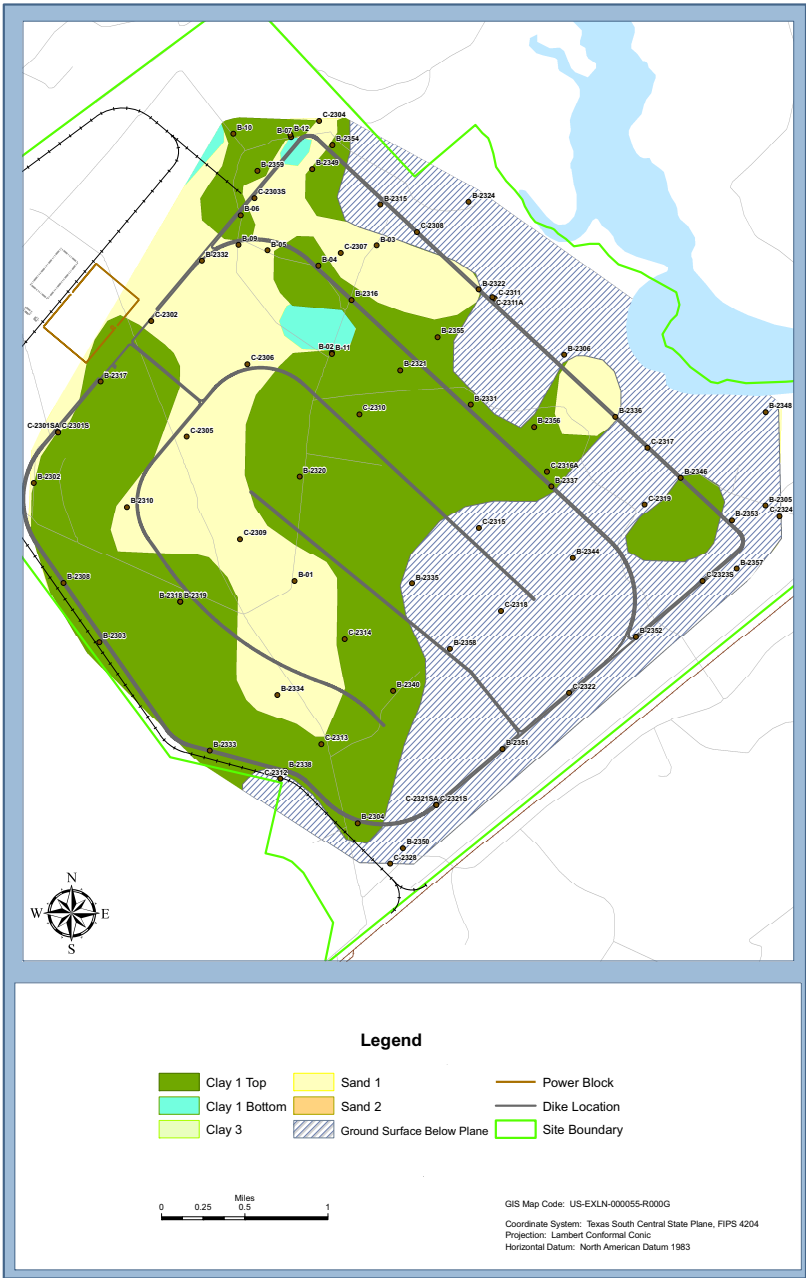 C-2304
B-10
B-07
B-12
B-2354
B-2359
B-2349
C-2303S
B-2315
B-2324
B-06
C-2308
B-09
B-05
B-03
C-2307
B-2332
B-04
B-2322
C-2311
C-2311A
B-2316
C-2302
B-2355
B-02
B-11
B-2306
C-2306
B-2321
B-2317
B-2331
C-2310
B-2348
B-2336
B-2356
C-2301SA
C-2301S
C-2305
C-2317
C-2316A
B-2320
B-2346
B-2302
B-2337
B-2310
C-2319
B-2305
C-2324
B-2353
C-2315
C-2309
B-2344
B-2357
B-01
B-2308
B-2335
C-2323S
B-2318
B-2319
C-2318
B-2303
C-2314
B-2352
B-2358
B-2334
B-2340
C-2322
C-2313
B-2333
B-2351
B-2338
C-2312
C-2321SA
C-2321S
B-2304
B-2350
C-2328
N
W
E
S
Legend
Clay 1 Top
Sand 1
Power Block
Clay 1 Bottom
Sand 2
Dike Location
Clay 3
Ground Surface Below Plane
Site Boundary
Miles
0 0.25 0.5 1
GIS Map Code: US-EXLN-000055-R000G
Coordinate System: Texas South Central State Plane, FIPS 4204
Projection: Lambert Conformal Conic
Horizontal Datum: North American Datum 1983